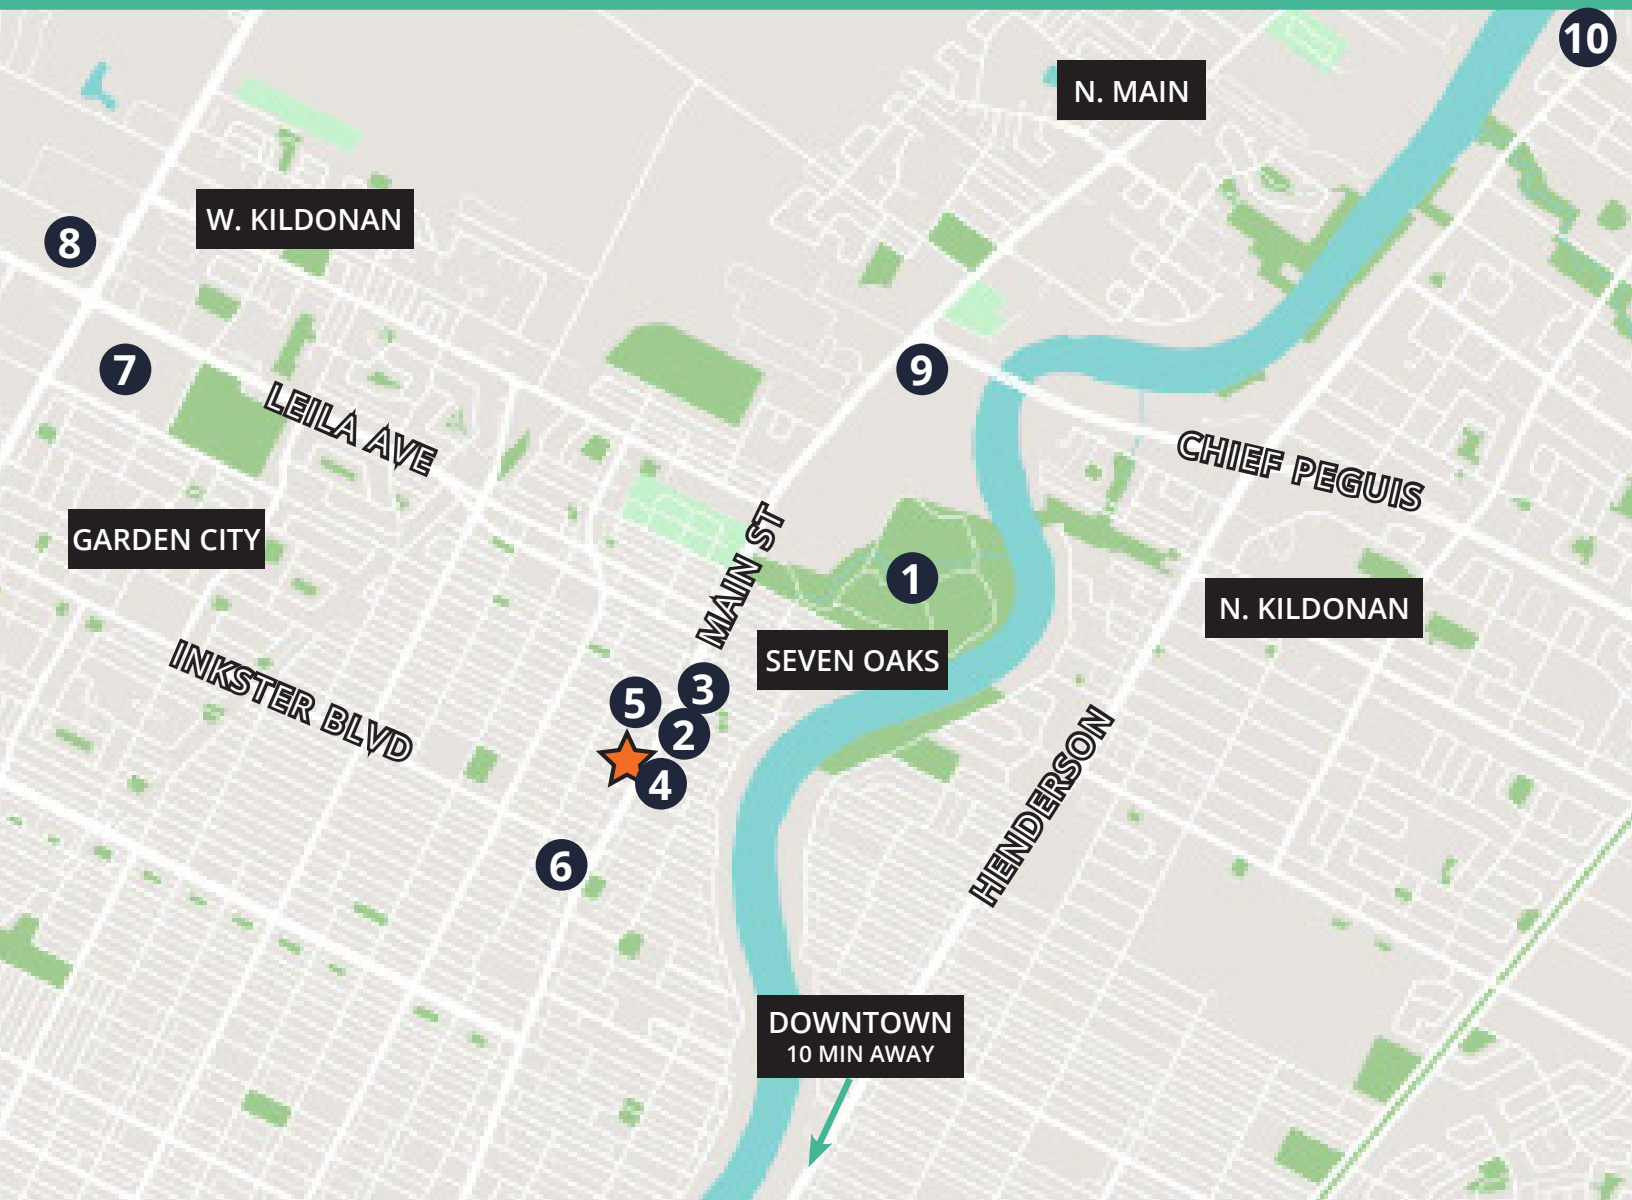 10
N. MAIN
W. KILDONAN
8
7
9
LEILA AVE
CHIEF PEGUIS
GARDEN CITY
MAIN ST
1
N. KILDONAN
SEVEN OAKS
INKSTER BLVD
3
5
2
4
HENDERSON
6
DOWNTOWN
10 MIN AWAY